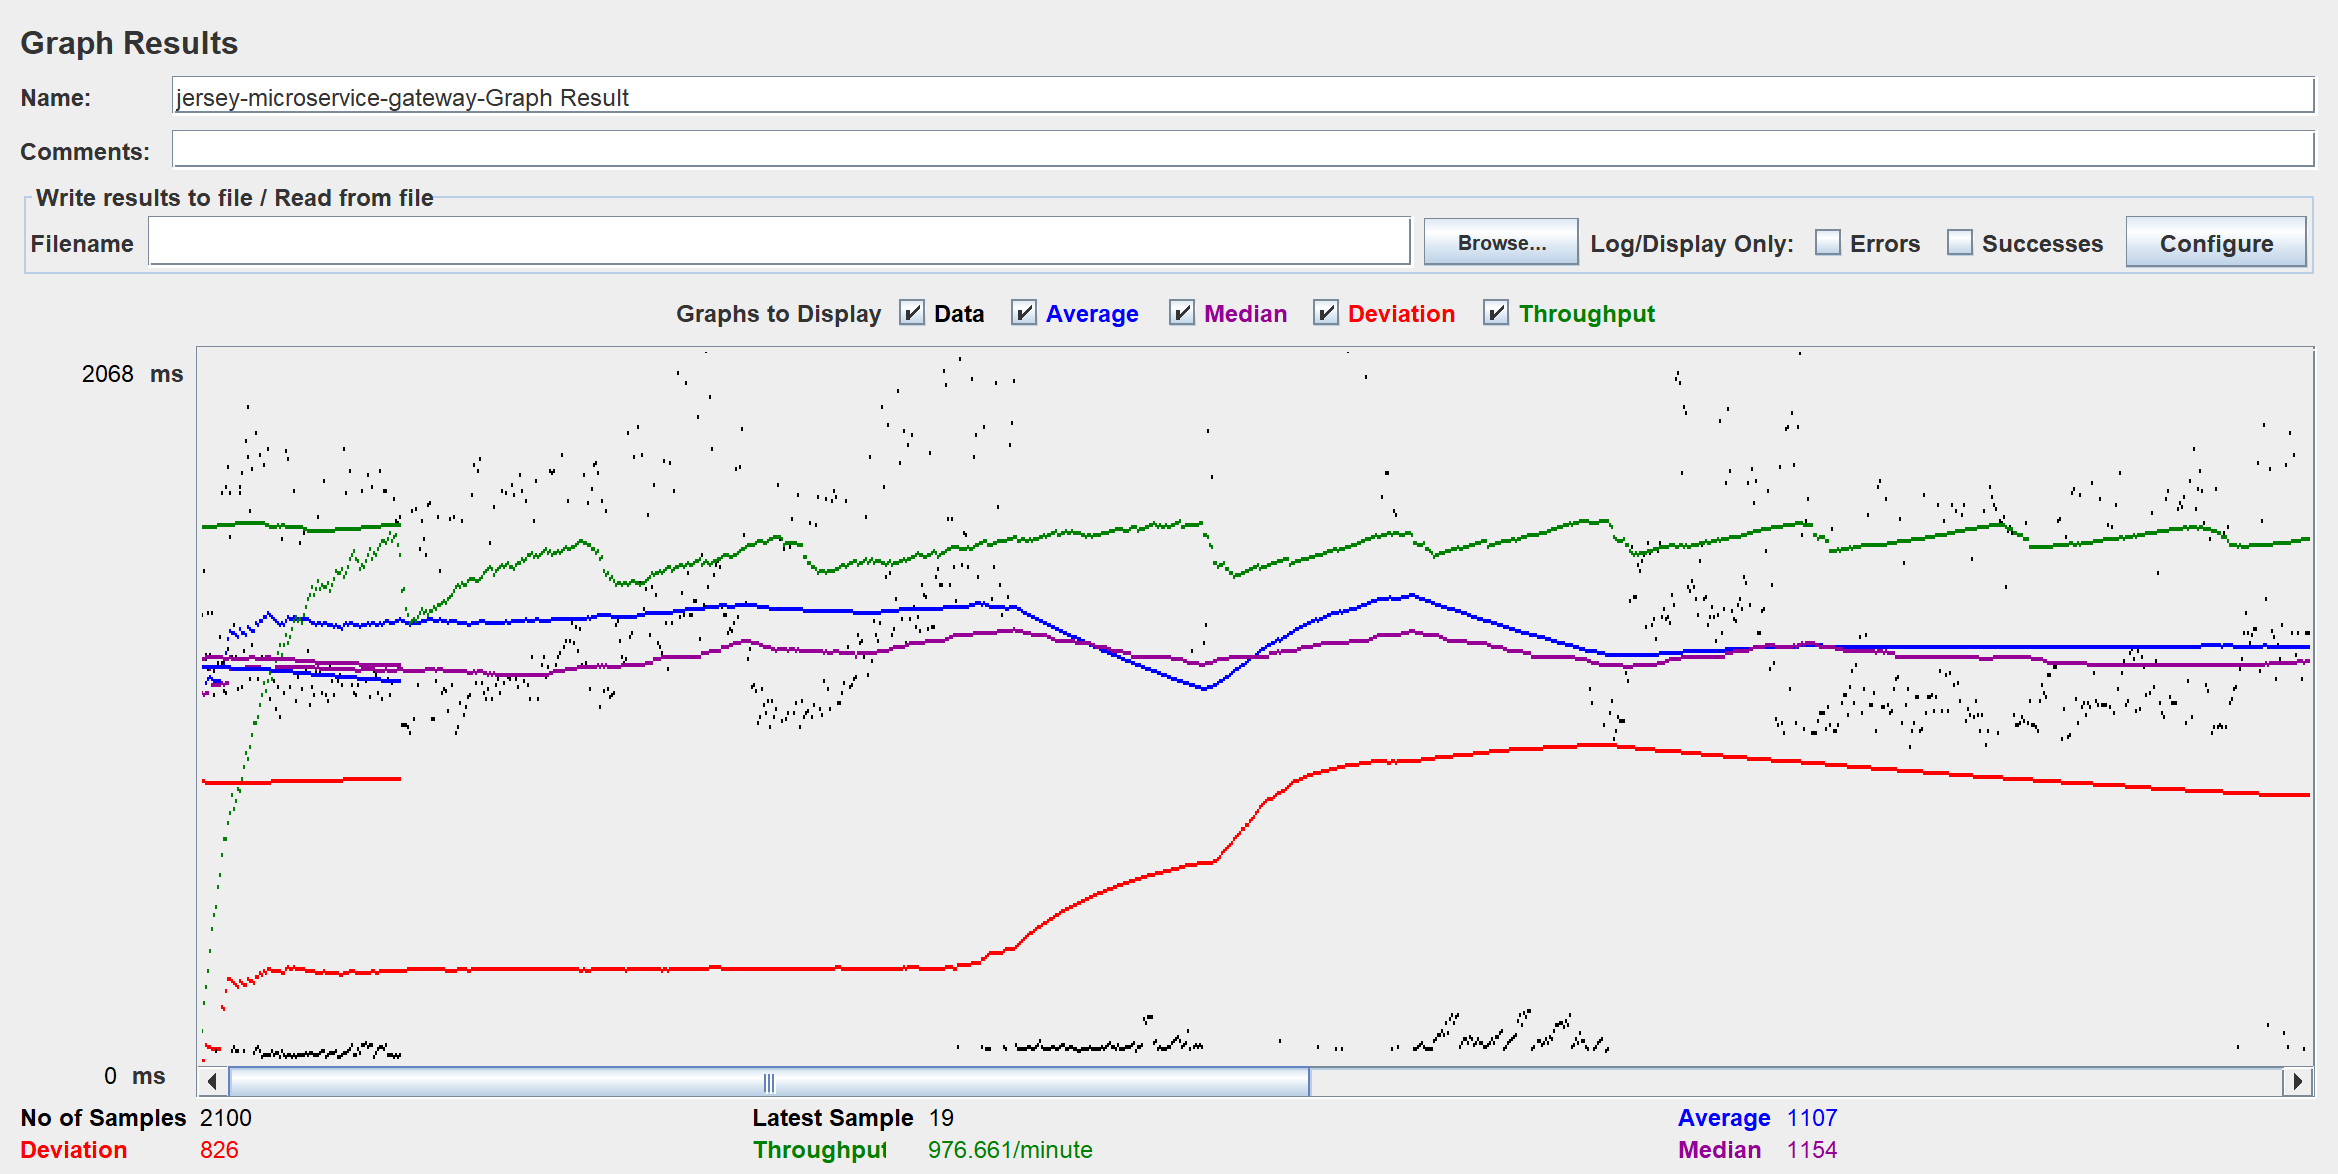 Graph Results
Name: jersey-microservice-gateway-Graph Result
Comments:
Write results to file / Read from file
Filename Browse... Log/Display Only: Errors Successes Configure
Graphs to Display Data Average Median Deviation Throughput
2068 ms
0 ms
No of Samples 2100 Latest Sample 19 Average 1107
Deviation 826 Throughput 976.661/minute Median 1154